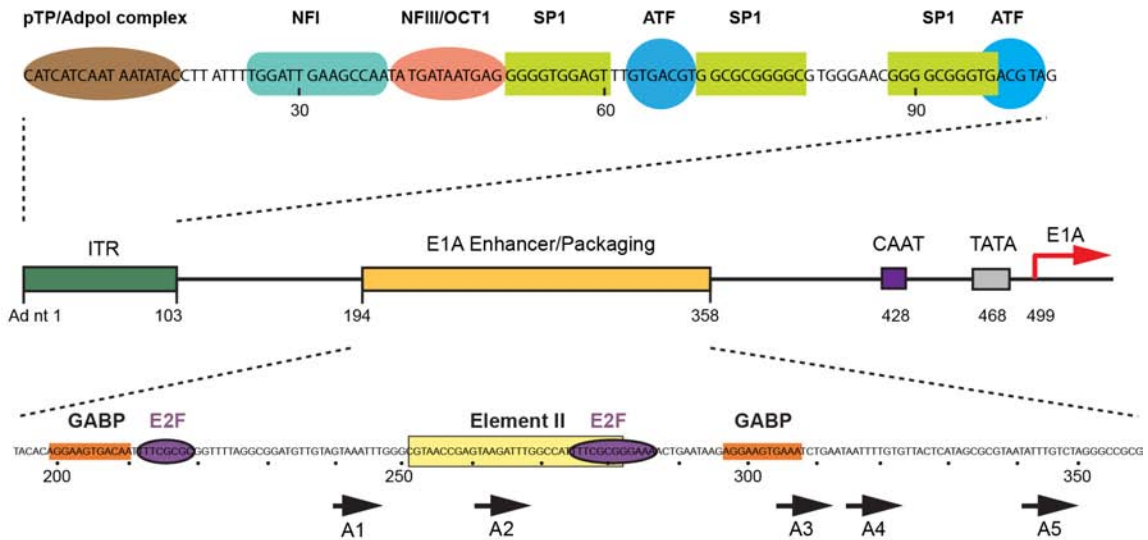 pTP/Adpol complex NFI NFIII/OCT1 SP1 ATF SP1 SP1 ATF
CATCATCAAT AATATACCTT ATTTTGGATT GAAGCCAATA TGATAATGAG GGGGTGGAGT TTGTGACGTG GCGCGGGGCG TGGGAACGGG GCGGGTGACG TAG
30 60 90
ITR E1A Enhancer/Packaging CAAT TATA E1A
Ad nt 1 103 194 358 428 468 499
GABP E2F Element II E2F GABP
TACACAGGAAGTGACAATTTTCGCGCGGTTTTAGGCGGATGTTGTAGTAAATTTGGGCGTAACCGAGTAAGATTTGGCCATTTTCGCGGGAAAACTGAATAAGAGGAAGTGAAATCTGAATAATTTTGTGTTACTCATAGCGCGTAATATTTGTCTAGGGCCGCG
200 250 300 350
A1 A2 A3 A4 A5